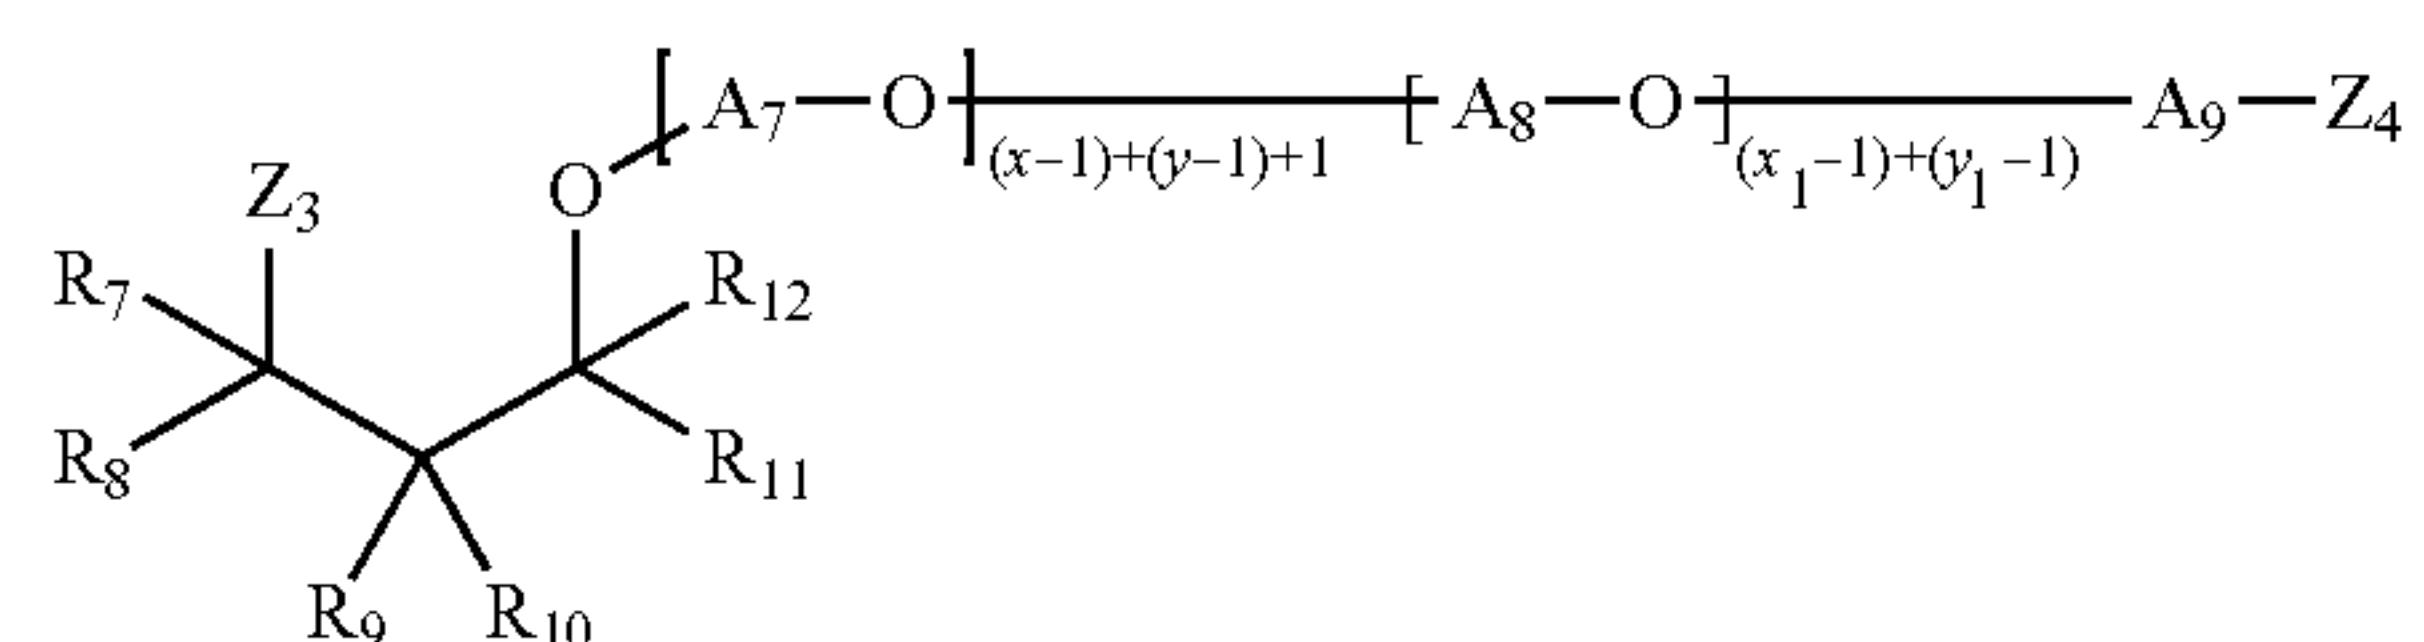 [A₇—O](x−1)+(y−1)+1[A₈—O](x₁−1)+(y₁−1)A₉—Z₄
Z₃ O
R₇ R₁₂
R₈ R₁₁
R₉ R₁₀